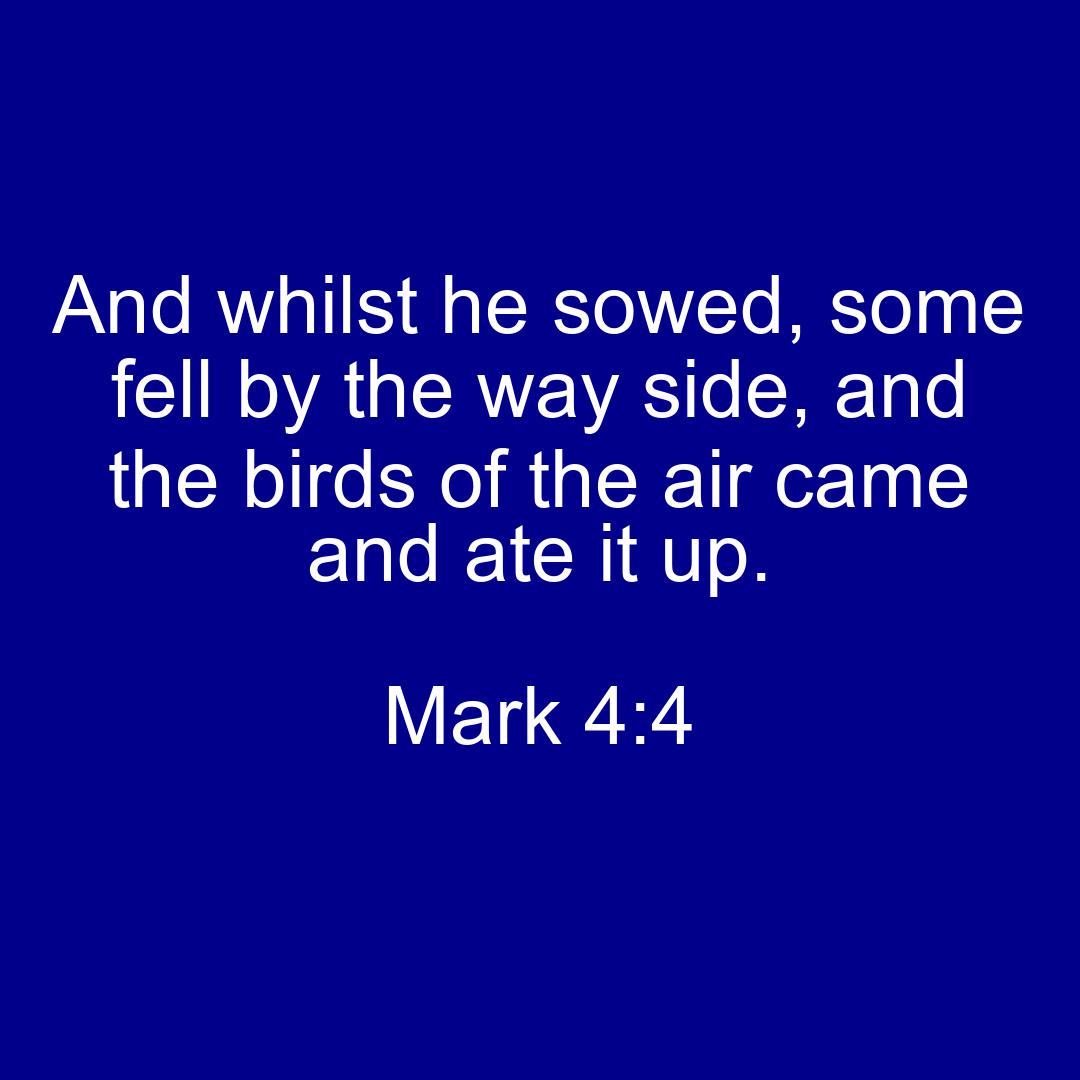 And whilst he sowed, some
fell by the way side, and
the birds of the air came
and ate it up.
Mark 4:4